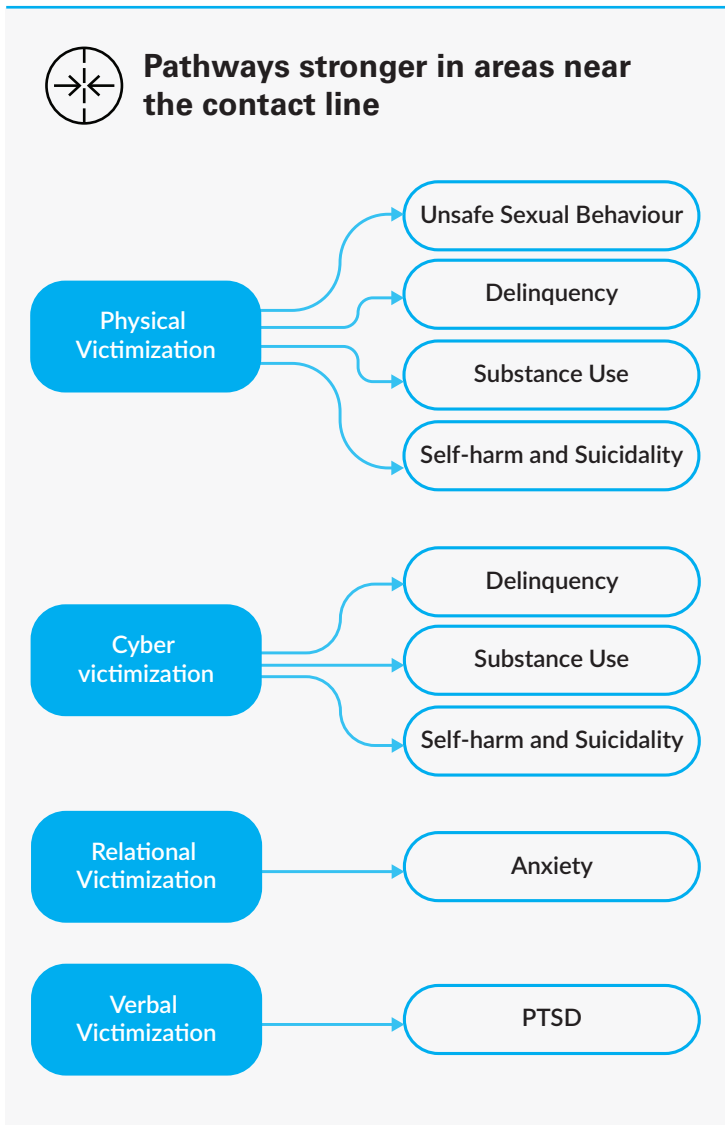 Pathways stronger in areas near
the contact line
Physical
Victimization
Unsafe Sexual Behaviour
Delinquency
Substance Use
Self-harm and Suicidality
Cyber
victimization
Delinquency
Substance Use
Self-harm and Suicidality
Relational
Victimization
Anxiety
Verbal
Victimization
PTSD